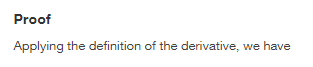 Proof
Applying the definition of the derivative, we have